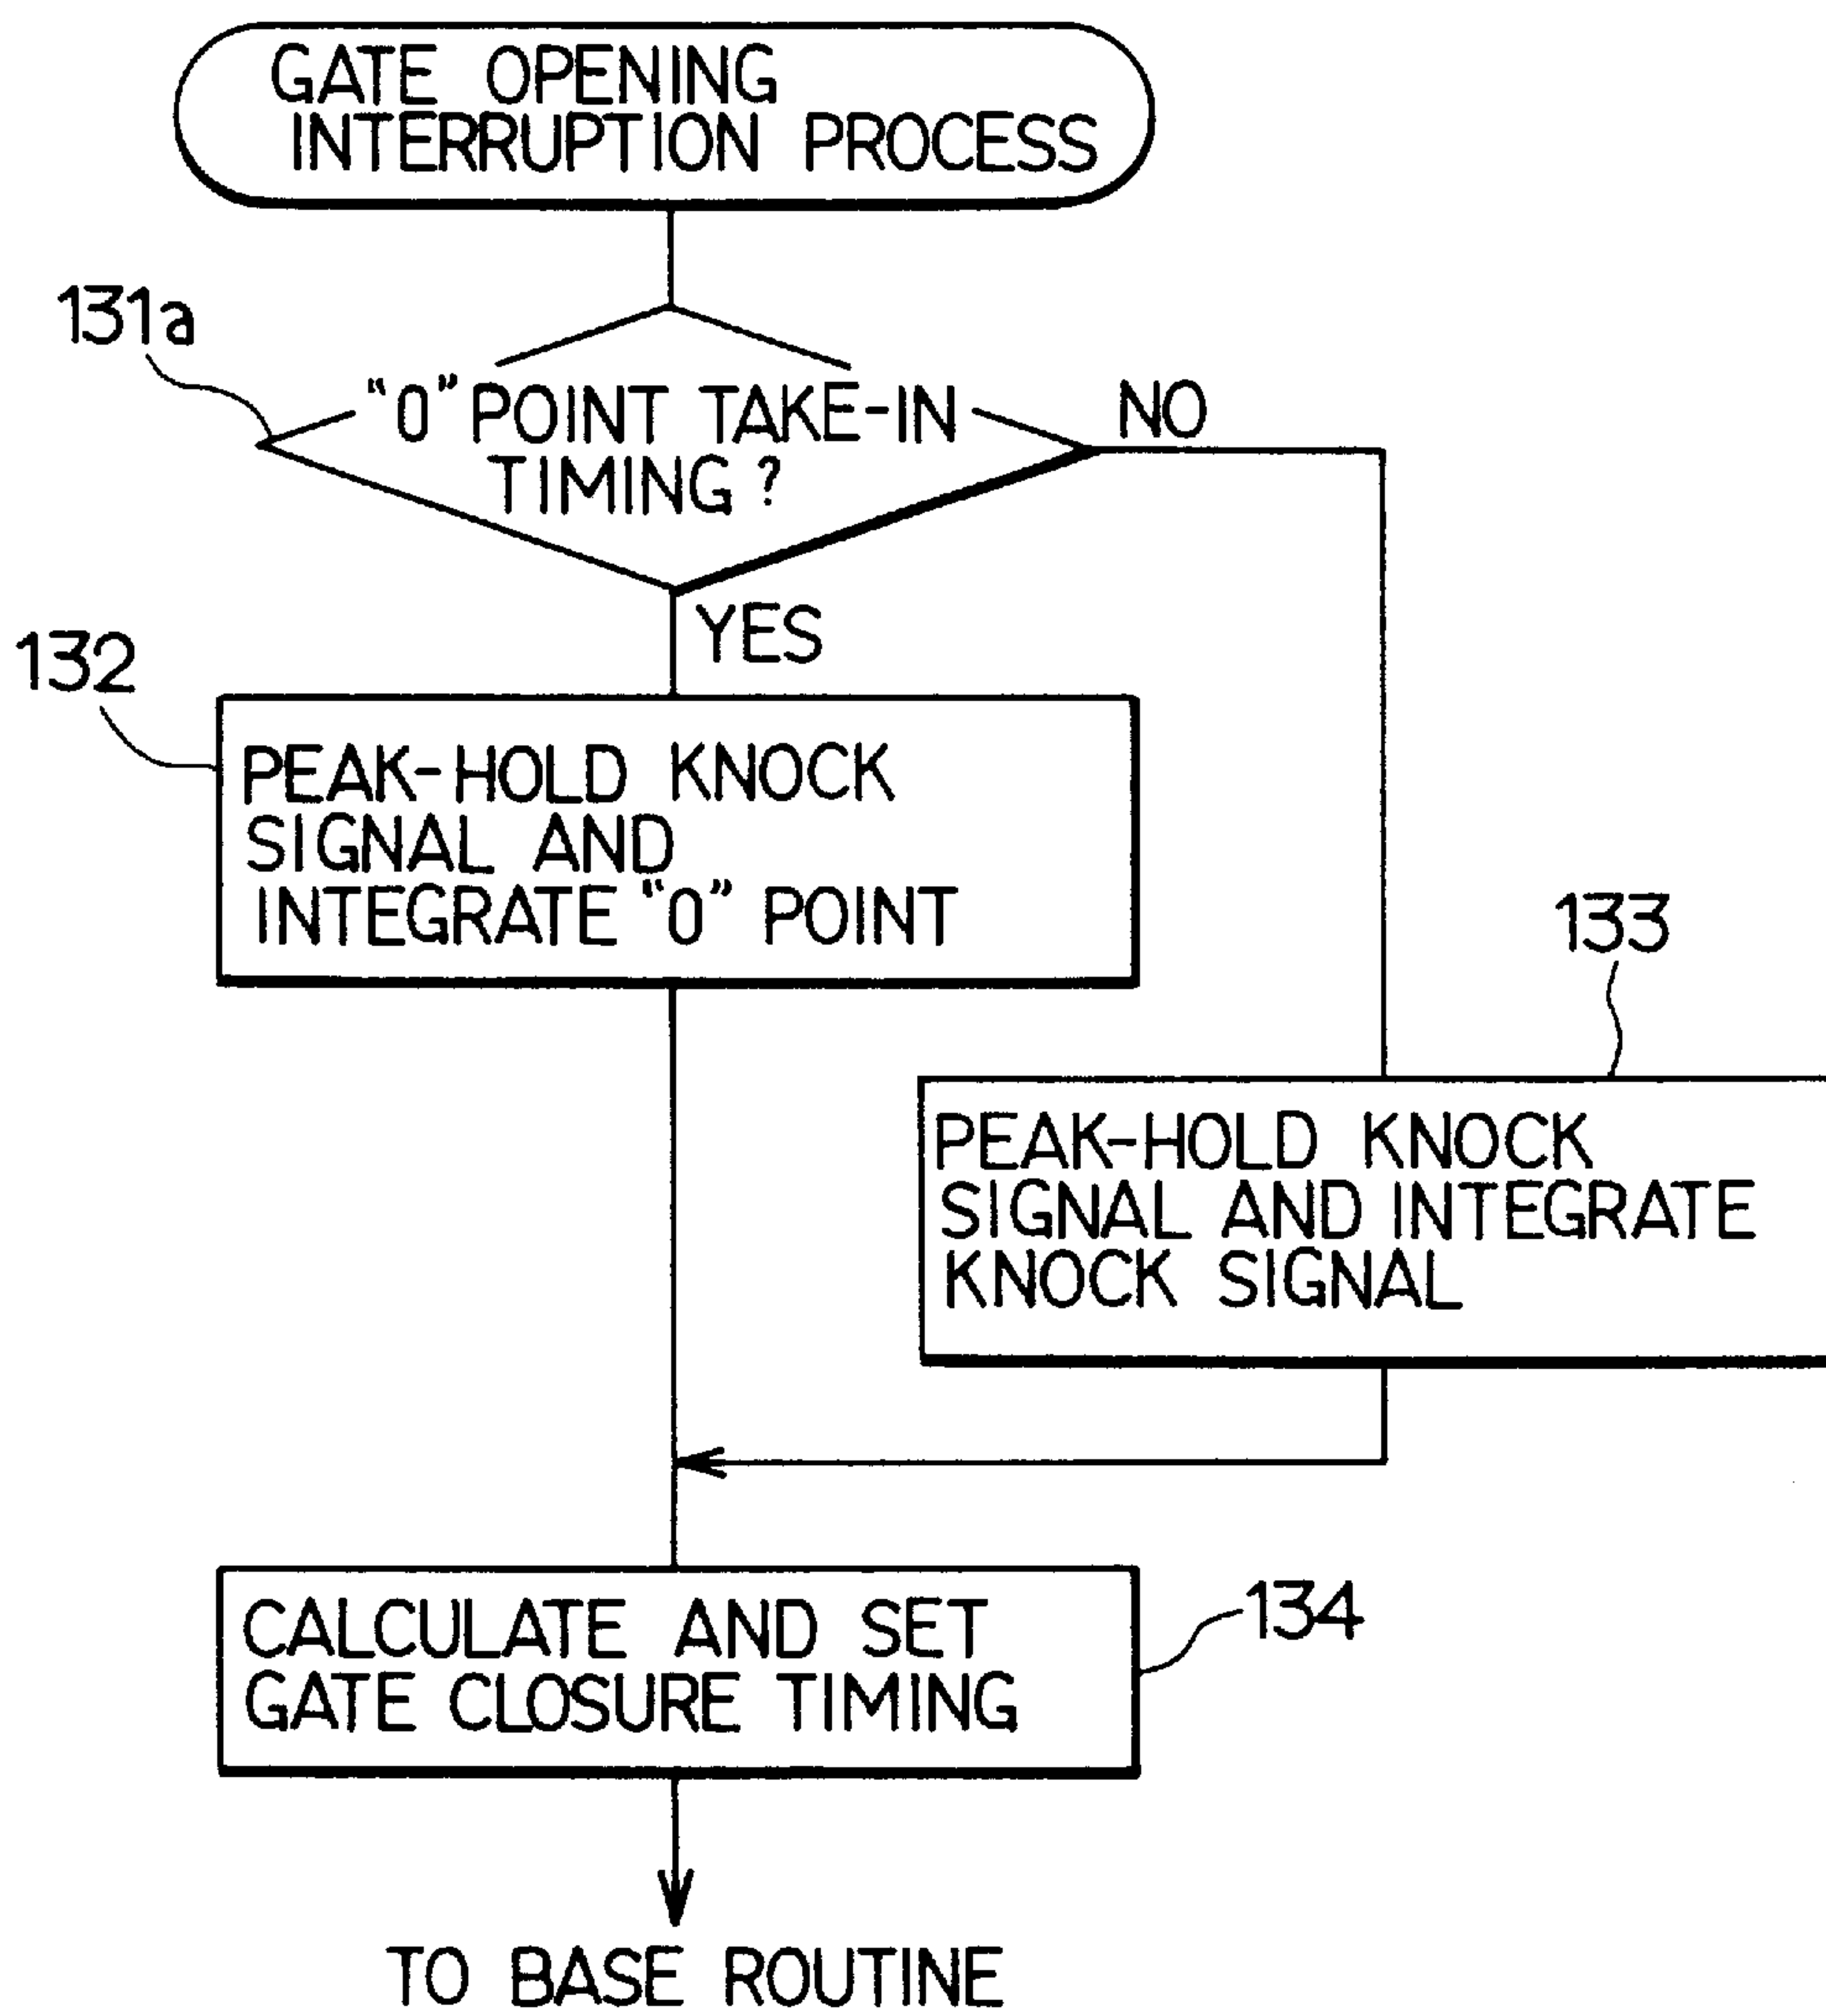 GATE OPENING
INTERRUPTION PROCESS
131a
“0” POINT TAKE-IN
TIMING ?
NO
YES
132
PEAK-HOLD KNOCK
SIGNAL AND
INTEGRATE “0” POINT
133
PEAK-HOLD KNOCK
SIGNAL AND INTEGRATE
KNOCK SIGNAL
CALCULATE AND SET
GATE CLOSURE TIMING
134
TO BASE ROUTINE